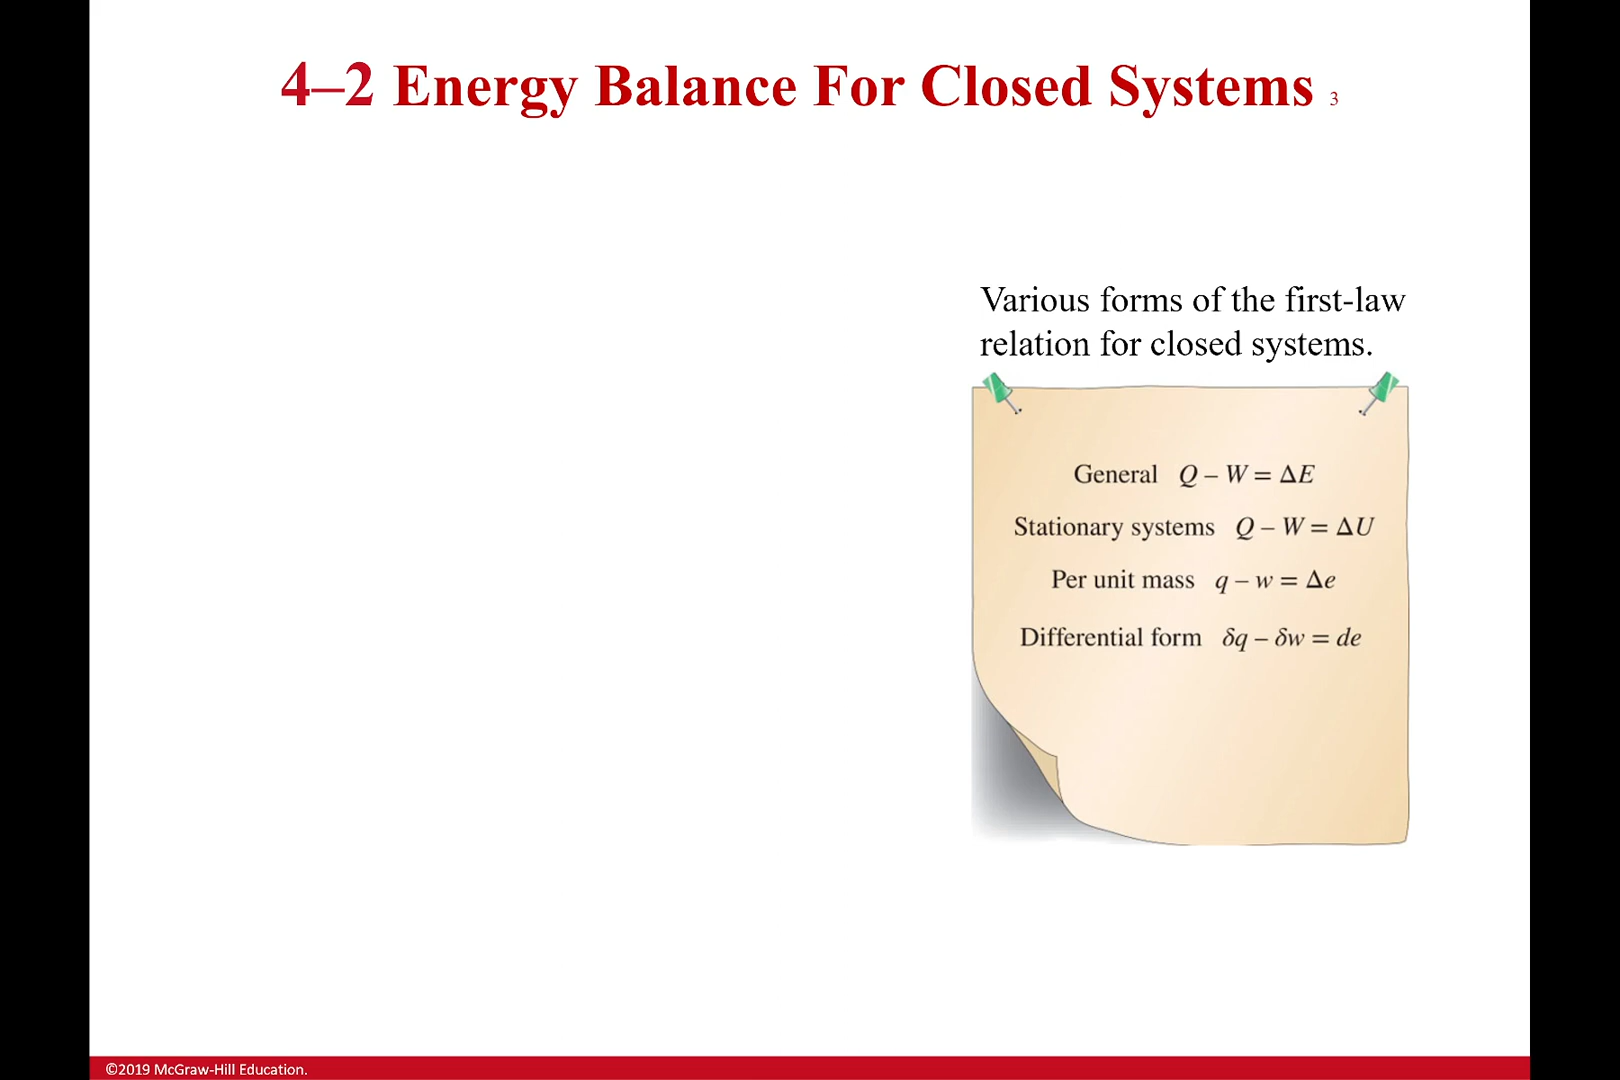 4–2 Energy Balance For Closed Systems 3
Various forms of the first-law
relation for closed systems.
General Q – W = ΔE
Stationary systems Q – W = ΔU
Per unit mass q – w = Δe
Differential form δq – δw = de
©2019 McGraw-Hill Education.